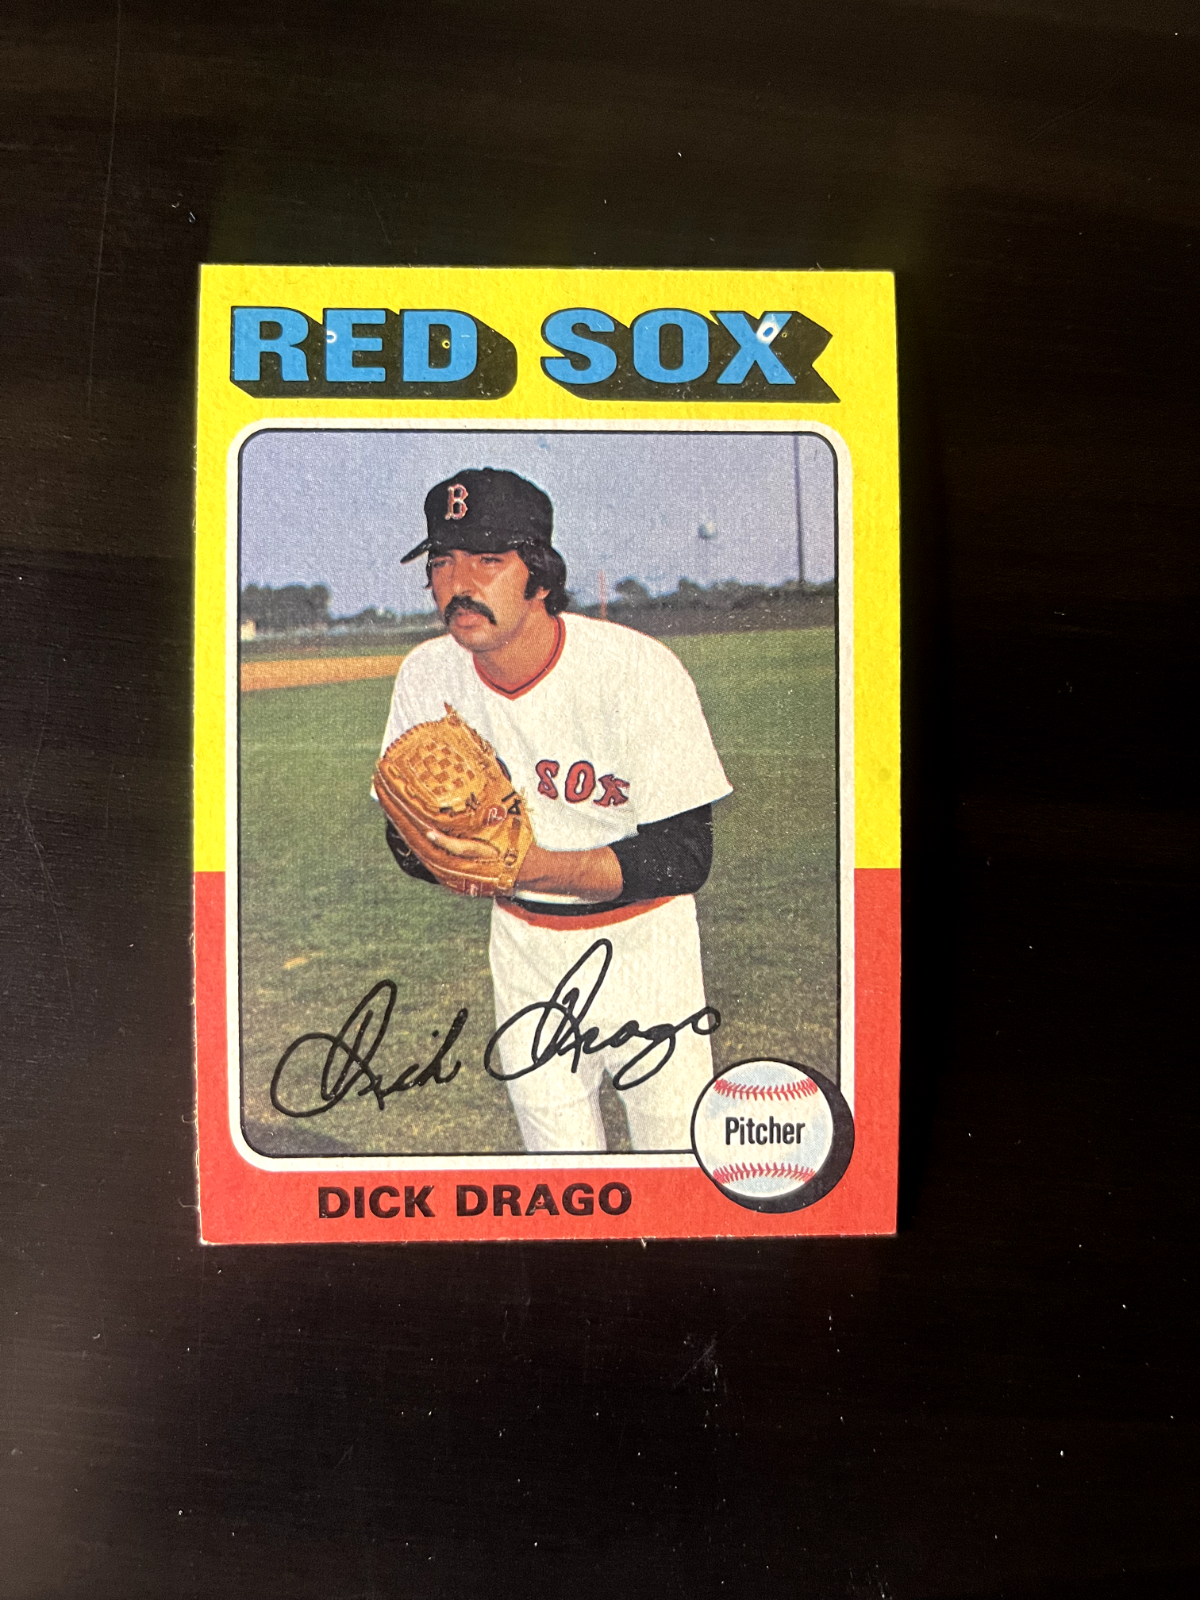 RED SOX
B
SOX
Dick Drago
Pitcher
DICK DRAGO